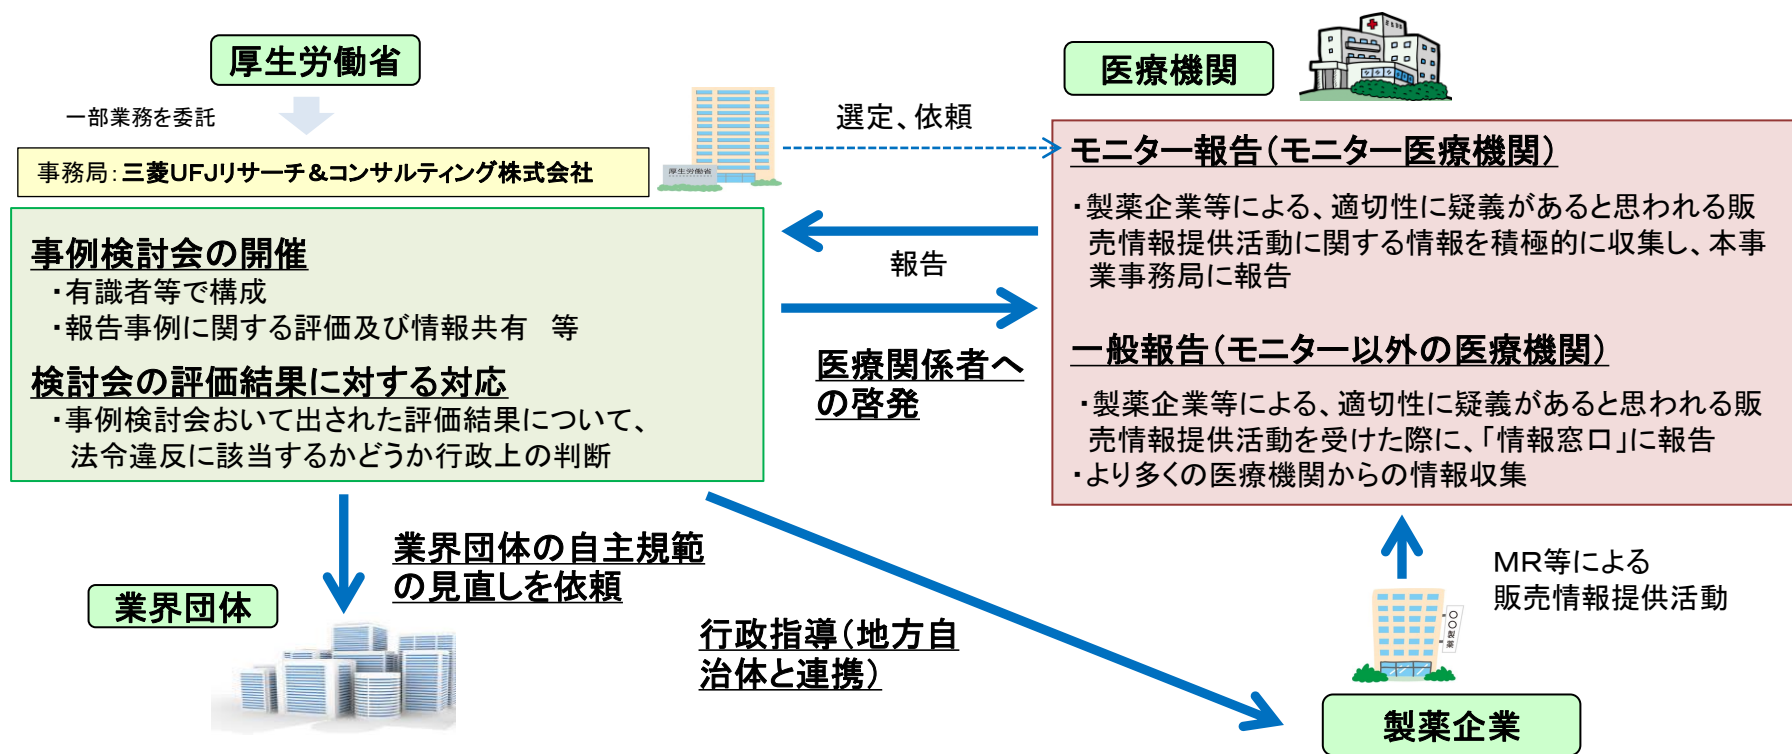 厚生労働省
一部業務を委託
事務局：三菱UFJリサーチ＆コンサルティング株式会社
厚生労働省
事例検討会の開催
・有識者等で構成
・報告事例に関する評価及び情報共有　等
検討会の評価結果に対する対応
・事例検討会おいて出された評価結果について、
法令違反に該当するかどうか行政上の判断
選定、依頼
報告
医療関係者へ
の啓発
医療機関
モニター報告（モニター医療機関）
・製薬企業等による、適切性に疑義があると思われる販
売情報提供活動に関する情報を積極的に収集し、本事
業事務局に報告
一般報告（モニター以外の医療機関）
・製薬企業等による、適切性に疑義があると思われる販
売情報提供活動を受けた際に、「情報窓口」に報告
・より多くの医療機関からの情報収集
業界団体の自主規範
の見直しを依頼
業界団体
行政指導（地方自
治体と連携）
MR等による
販売情報提供活動
〇〇製薬
製薬企業